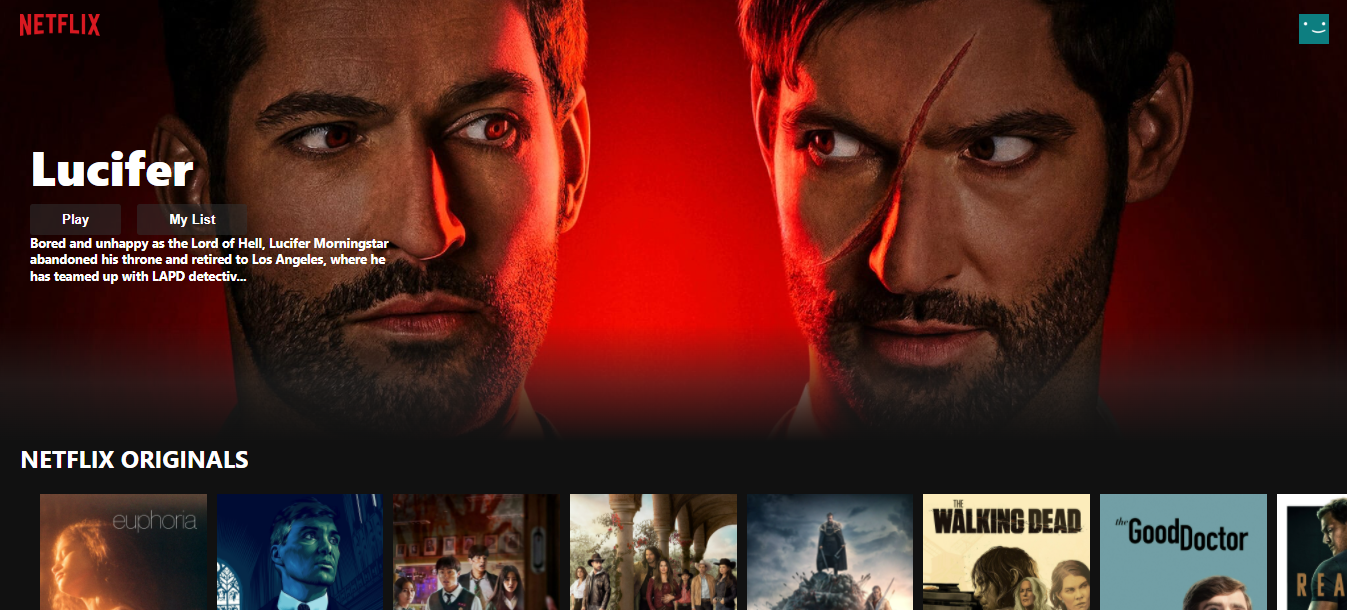 NETFLIX
Lucifer
Play
My List
Bored and unhappy as the Lord of Hell, Lucifer Morningstar
abandoned his throne and retired to Los Angeles, where he
has teamed up with LAPD detectiv...
NETFLIX ORIGINALS
euphoria
THE
WALKING DEAD
the GoodDoctor
REA